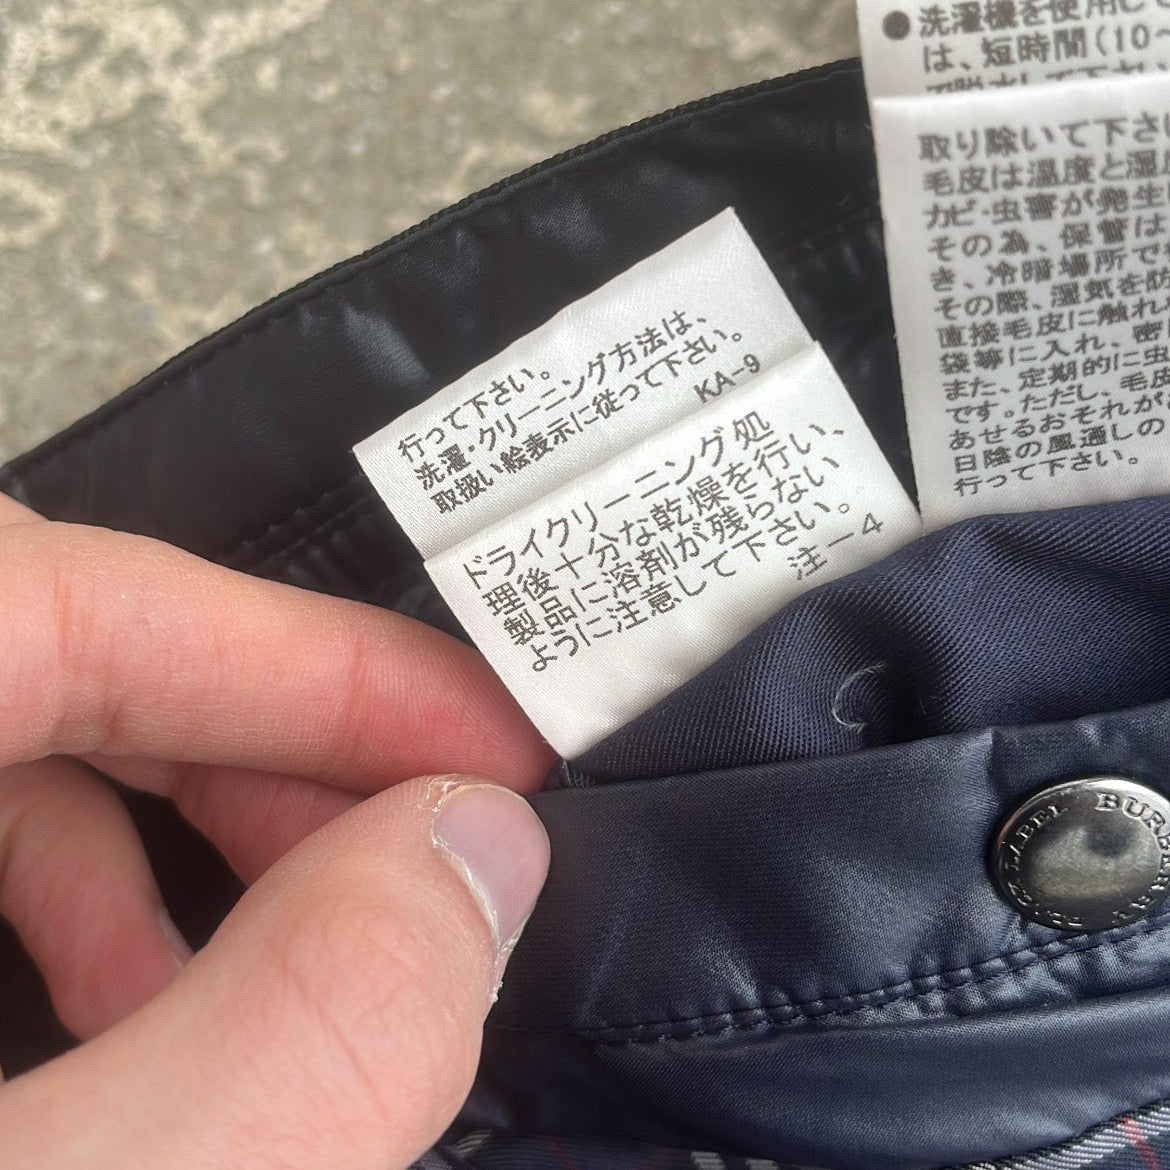 ●洗濯機を使用し
は、短時間(10〜
取り除いて下さ
毛皮は温度と湿
カビ・虫害が発生
その為、保管は
き、冷暗場所で
その際、湿気を防
直接毛皮に触れ
袋等に入れ、密
また、定期的に虫
です。ただし、毛皮
あせるおそれが
日陰の風通しの
行って下さい。
行って下さい。
洗濯・クリーニング方法は、
取扱い絵表示に従って下さい。
KA-9
ドライクリーニング処
理後十分な乾燥を行い、
製品に溶剤が残らない
ように注意して下さい。
注-4
BURBERRY BLACK LABEL